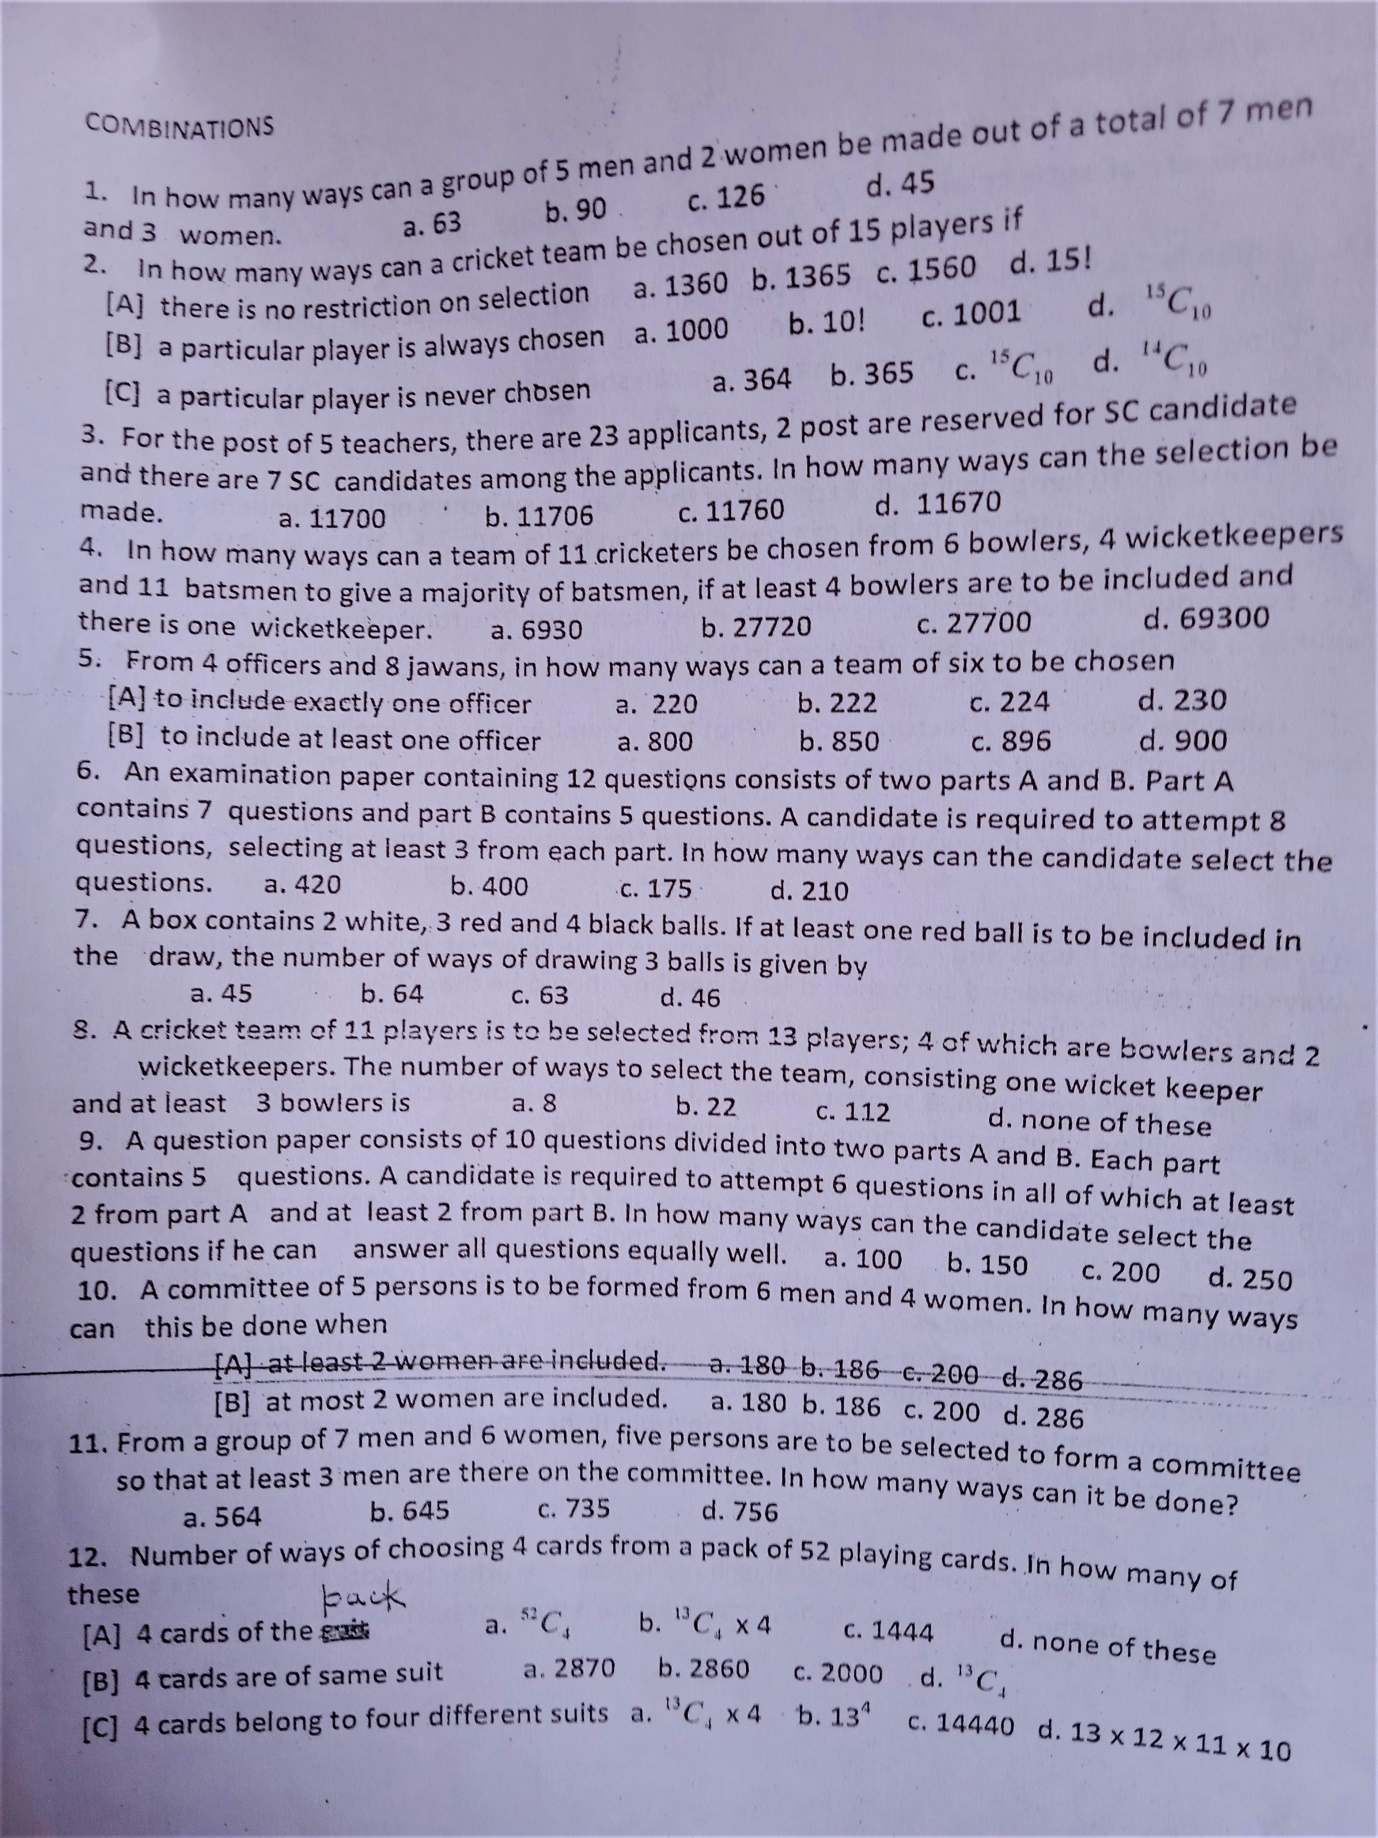 COMBINATIONS
1. In how many ways can a group of 5 men and 2 women be made out of a total of 7 men
and 3 women. a. 63 b. 90 c. 126 d. 45
2. In how many ways can a cricket team be chosen out of 15 players if
[A] there is no restriction on selection a. 1360 b. 1365 c. 1560 d. 15!
[B] a particular player is always chosen a. 1000 b. 10! c. 1001 d. ¹⁵C₁₀
[C] a particular player is never chosen a. 364 b. 365 c. ¹⁵C₁₀ d. ¹⁴C₁₀
3. For the post of 5 teachers, there are 23 applicants, 2 post are reserved for SC candidate
and there are 7 SC candidates among the applicants. In how many ways can the selection be
made. a. 11700 b. 11706 c. 11760 d. 11670
4. In how many ways can a team of 11 cricketers be chosen from 6 bowlers, 4 wicketkeepers
and 11 batsmen to give a majority of batsmen, if at least 4 bowlers are to be included and
there is one wicketkeeper. a. 6930 b. 27720 c. 27700 d. 69300
5. From 4 officers and 8 jawans, in how many ways can a team of six to be chosen
[A] to include exactly one officer a. 220 b. 222 c. 224 d. 230
[B] to include at least one officer a. 800 b. 850 c. 896 d. 900
6. An examination paper containing 12 questions consists of two parts A and B. Part A
contains 7 questions and part B contains 5 questions. A candidate is required to attempt 8
questions, selecting at least 3 from each part. In how many ways can the candidate select the
questions. a. 420 b. 400 c. 175 d. 210
7. A box contains 2 white, 3 red and 4 black balls. If at least one red ball is to be included in
the draw, the number of ways of drawing 3 balls is given by
a. 45 b. 64 c. 63 d. 46
8. A cricket team of 11 players is to be selected from 13 players; 4 of which are bowlers and 2
wicketkeepers. The number of ways to select the team, consisting one wicket keeper
and at least 3 bowlers is a. 8 b. 22 c. 112 d. none of these
9. A question paper consists of 10 questions divided into two parts A and B. Each part
contains 5 questions. A candidate is required to attempt 6 questions in all of which at least
2 from part A and at least 2 from part B. In how many ways can the candidate select the
questions if he can answer all questions equally well. a. 100 b. 150 c. 200 d. 250
10. A committee of 5 persons is to be formed from 6 men and 4 women. In how many ways
can this be done when
[A] at least 2 women are included. a. 180 b. 186 c. 200 d. 286
[B] at most 2 women are included. a. 180 b. 186 c. 200 d. 286
11. From a group of 7 men and 6 women, five persons are to be selected to form a committee
so that at least 3 men are there on the committee. In how many ways can it be done?
a. 564 b. 645 c. 735 d. 756
12. Number of ways of choosing 4 cards from a pack of 52 playing cards. In how many of
these
pack
[A] 4 cards of the a. ⁵²C₄ b. ¹³C₄ x 4 c. 1444 d. none of these
[B] 4 cards are of same suit a. 2870 b. 2860 c. 2000 d. ¹³C₄
[C] 4 cards belong to four different suits a. ¹³C₄ x 4 b. 13⁴ c. 14440 d. 13 x 12 x 11 x 10